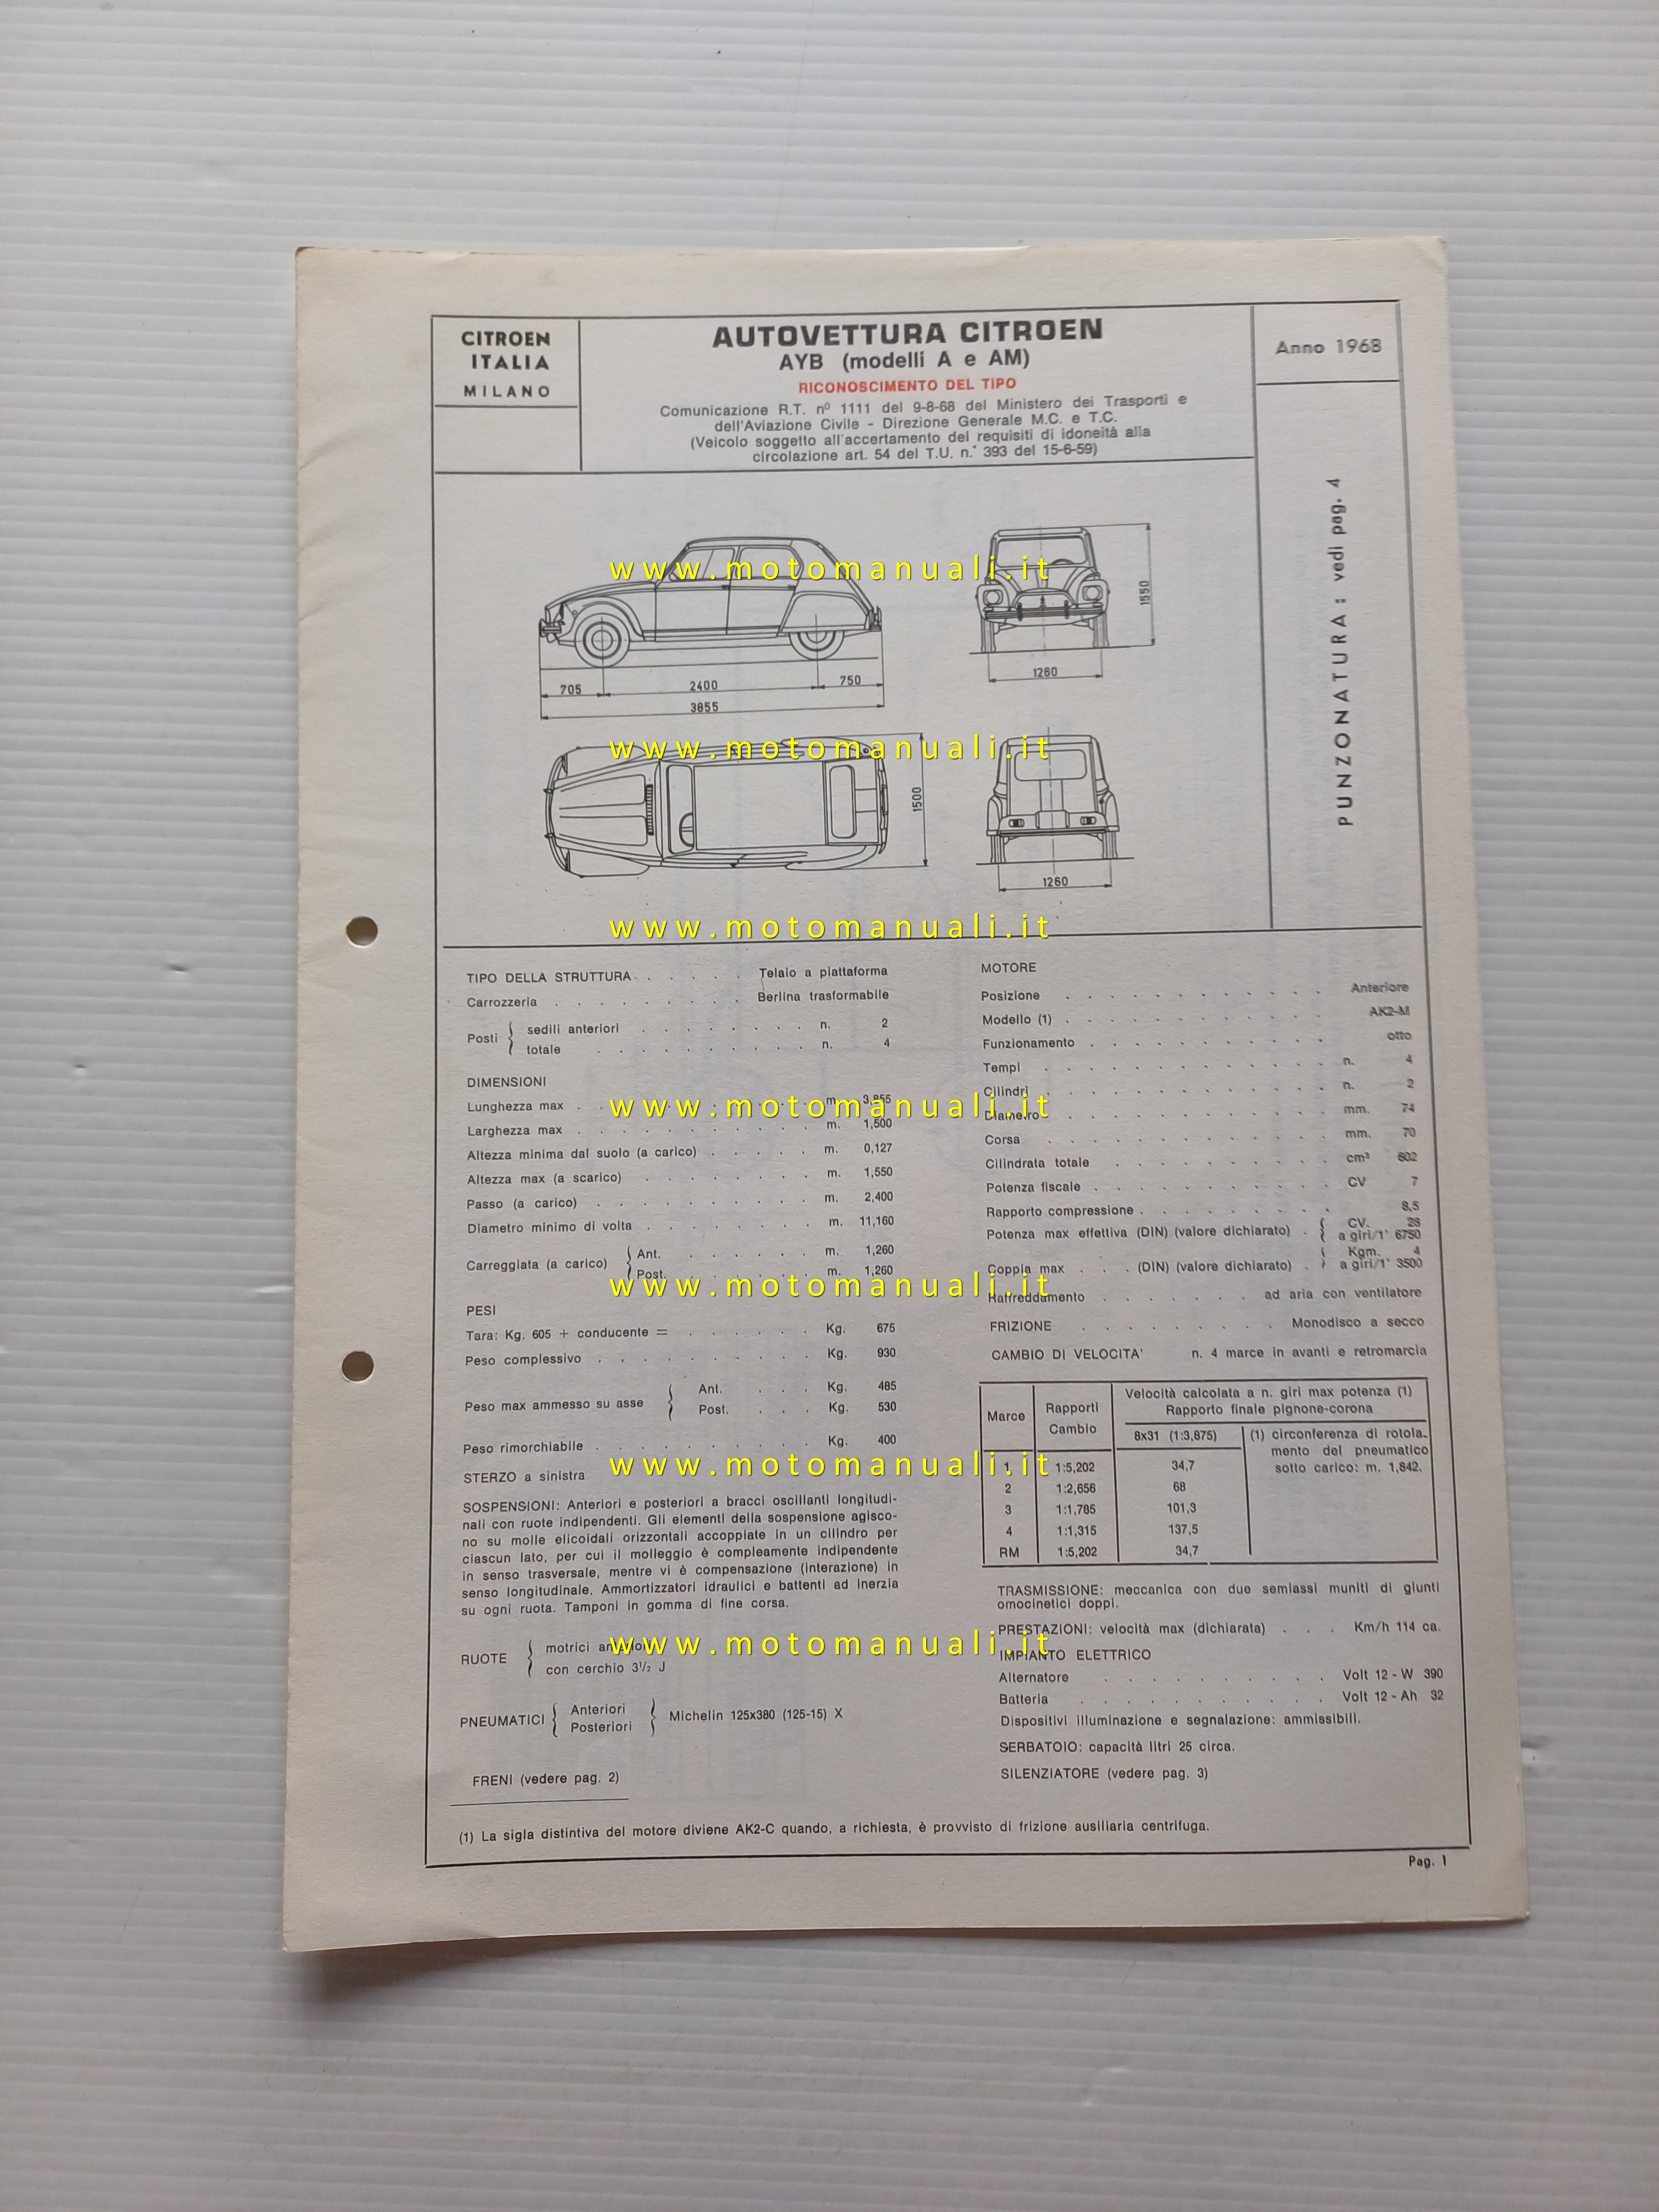 CITROEN
ITALIA
MILANO
AUTOVETTURA CITROEN
AYB (modelli A e AM)
RICONOSCIMENTO DEL TIPO
Comunicazione R.T. nº 1111 del 9-8-68 del Ministero dei Trasporti e
dell'Aviazione Civile - Direzione Generale M.C. e T.C.
(Veicolo soggetto all'accertamento dei requisiti di idoneità alla
circolazione art. 54 del T.U. n.° 393 del 15-6-59)
Anno 1968
PUNZONATURA: vedi pag. 4
www.motomanuali.it
1550
705
2400
750
3855
1260
www.motomanuali.it
1500
1260
www.motomanuali.it
TIPO DELLA STRUTTURA . . . . . Telaio a piattaforma
Carrozzeria . . . . . . . . . Berlina trasformabile
Posti { sedili anteriori . . . . . . . . n. 2
totale . . . . . . . . . . n. 4
DIMENSIONI
Lunghezza max . . . . . . . . . . m. 3,855
www.motomanuali.it
Larghezza max . . . . . . . . . . m. 1,500
Altezza minima dal suolo (a carico) . . . . . m. 0,127
Altezza max (a scarico) . . . . . . . . m. 1,550
Passo (a carico) . . . . . . . . . . m. 2,400
Diametro minimo di volta . . . . . . . . m. 11,160
Carreggiata (a carico) { Ant. . . . . . . m. 1,260
Post. . . . . . . m. 1,260
www.motomanuali.it
PESI
Tara: Kg. 605 + conducente = . . . . . . Kg. 675
Peso complessivo . . . . . . . . . Kg. 930
Peso max ammesso su asse { Ant. . . . Kg. 485
Post. . . . Kg. 530
Peso rimorchiabile . . . . . . . . . . Kg. 400
www.motomanuali.it
STERZO a sinistra
SOSPENSIONI: Anteriori e posteriori a bracci oscillanti longitudi-
nali con ruote indipendenti. Gli elementi della sospensione agisco-
no su molle elicoidali orizzontali accoppiate in un cilindro per
ciascun lato, per cui il molleggio è compleamente indipendente
in senso trasversale, mentre vi è compensazione (interazione) in
senso longitudinale. Ammortizzatori idraulici e battenti ad inerzia
su ogni ruota. Tamponi in gomma di fine corsa.
www.motomanuali.it
RUOTE { motrici anteriori
con cerchio 3½ J
PNEUMATICI { Anteriori
Posteriori } Michelin 125x380 (125-15) X
FRENI (vedere pag. 2)
MOTORE
Posizione . . . . . . . . . . . . Anteriore
Modello (1) . . . . . . . . . . . . AK2-M
Funzionamento . . . . . . . . . . otto
Tempi . . . . . . . . . . . . n. 4
Cilindri . . . . . . . . . . . . n. 2
Diametro . . . . . . . . . . . . mm. 74
Corsa . . . . . . . . . . . . mm. 70
Cilindrata totale . . . . . . . . . . cm³ 602
Potenza fiscale . . . . . . . . . . CV 7
Rapporto compressione . . . . . . . . . 8,5
Potenza max effettiva (DIN) (valore dichiarato) . { CV. 28
a giri/1' 6750
Coppia max . . . (DIN) (valore dichiarato) . { Kgm. 4
a giri/1' 3500
Raffreddamento . . . . . . . ad aria con ventilatore
FRIZIONE . . . . . . . . . Monodisco a secco
CAMBIO DI VELOCITA' n. 4 marce in avanti e retromarcia
Marce
Rapporti
Cambio
Velocità calcolata a n. giri max potenza (1)
Rapporto finale pignone-corona
8x31 (1:3,875)
(1) circonferenza di rotola-
mento del pneumatico
sotto carico: m. 1,842.
1 1:5,202 34,7
2 1:2,656 68
3 1:1,785 101,3
4 1:1,315 137,5
RM 1:5,202 34,7
TRASMISSIONE: meccanica con due semiassi muniti di giunti
omocinetici doppi.
PRESTAZIONI: velocità max (dichiarata) . . . Km/h 114 ca.
IMPIANTO ELETTRICO
Alternatore . . . . . . . . . . Volt 12 - W 390
Batteria . . . . . . . . . . . Volt 12 - Ah 32
Dispositivi illuminazione e segnalazione: ammissibili.
SERBATOIO: capacità litri 25 circa.
SILENZIATORE (vedere pag. 3)
(1) La sigla distintiva del motore diviene AK2-C quando, a richiesta, è provvisto di frizione ausiliaria centrifuga.
Pag. 1